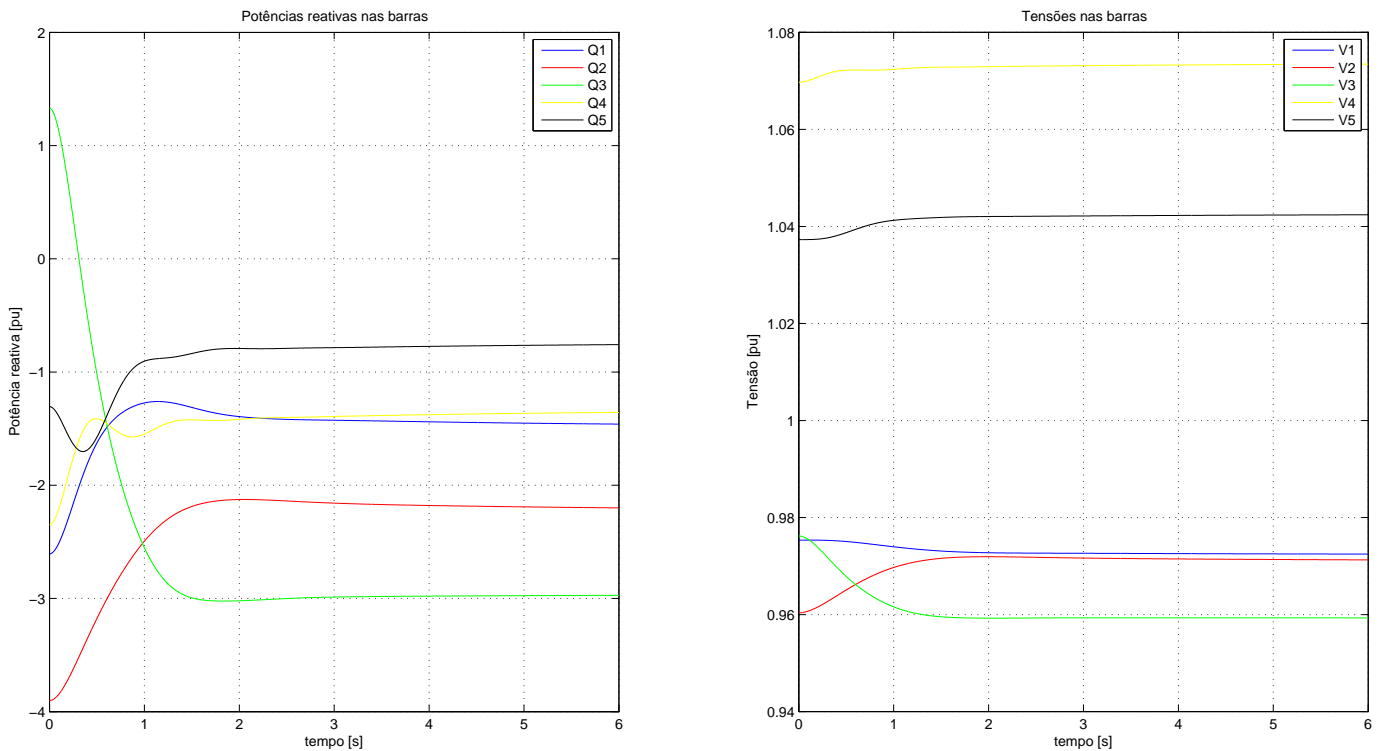 Potências reativas nas barras
2
1
0
−1
−2
−3
−4
0
1
2
3
4
5
6
Potência reativa [pu]
tempo [s]
Q1
Q2
Q3
Q4
Q5
Tensões nas barras
1.08
1.06
1.04
1.02
1
0.98
0.96
0.94
0
1
2
3
4
5
6
Tensão [pu]
tempo [s]
V1
V2
V3
V4
V5